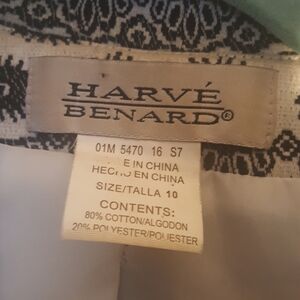 HARVÉ
BENARD®
01M 5470 16 S7
E IN CHINA
HECHO EN CHINA
SIZE/TALLA 10
CONTENTS:
80% COTTON/ALGODON
20% POLYESTER/POLIESTER